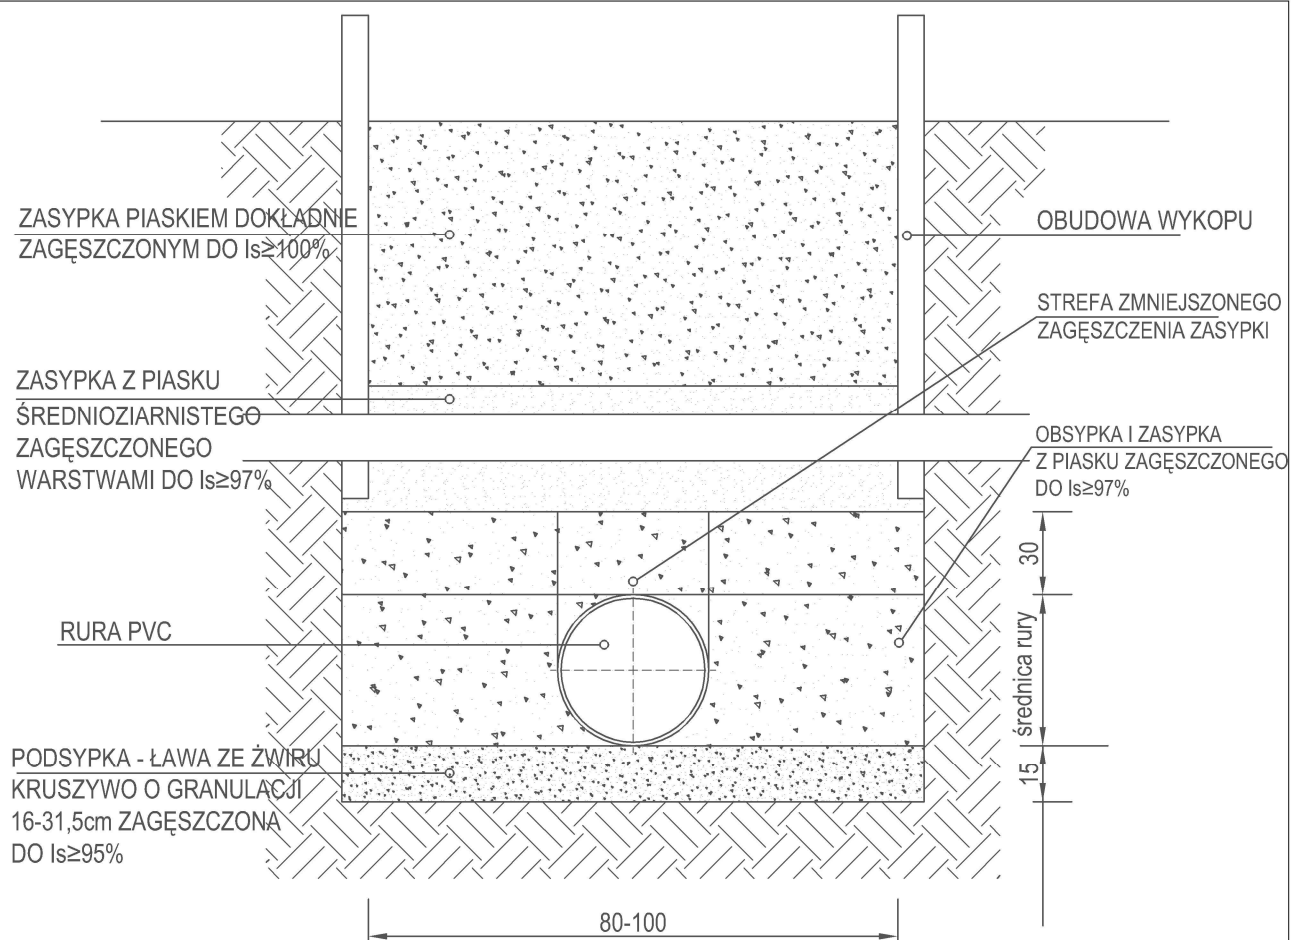 ZASYPKA PIASKIEM DOKŁADNIE
ZAGĘSZCZONYM DO Is≥100%
OBUDOWA WYKOPU
STREFA ZMNIEJSZONEGO
ZAGĘSZCZENIA ZASYPKI
ZASYPKA Z PIASKU
ŚREDNIOZIARNISTEGO
ZAGĘSZCZONEGO
WARSTWAMI DO Is≥97%
OBSYPKA I ZASYPKA
Z PIASKU ZAGĘSZCZONEGO
DO Is≥97%
30
RURA PVC
średnica rury
PODSYPKA - ŁAWA ZE ŻWIRU
KRUSZYWO O GRANULACJI
16-31,5cm ZAGĘSZCZONA
DO Is≥95%
15
80-100